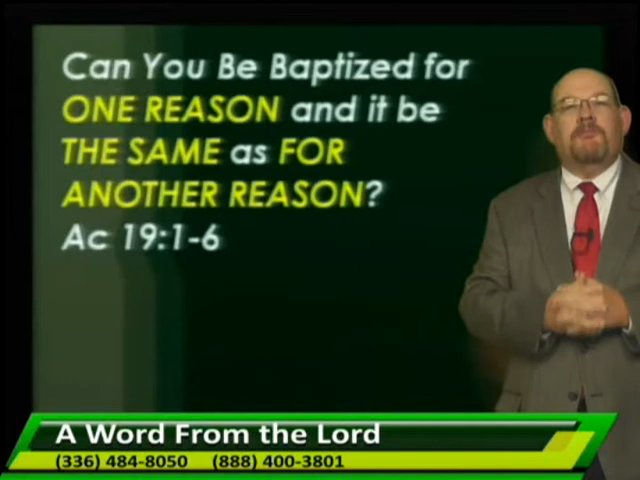 Can You Be Baptized for
ONE REASON and it be
THE SAME as FOR
ANOTHER REASON?
Ac 19:1-6
A Word From the Lord
(336) 484-8050 (888) 400-3801